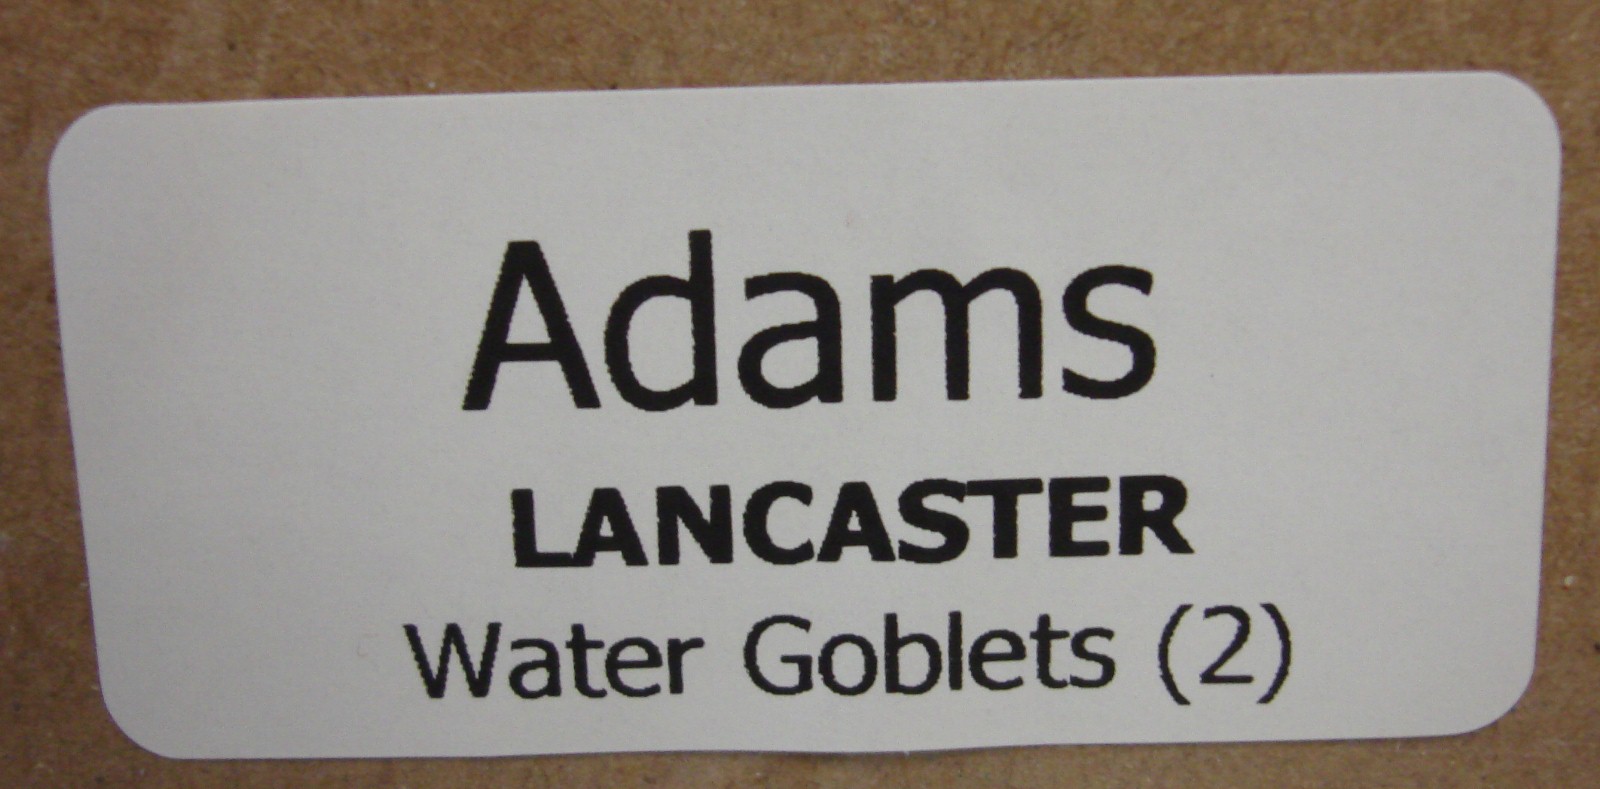 Adams
LANCASTER
Water Goblets (2)